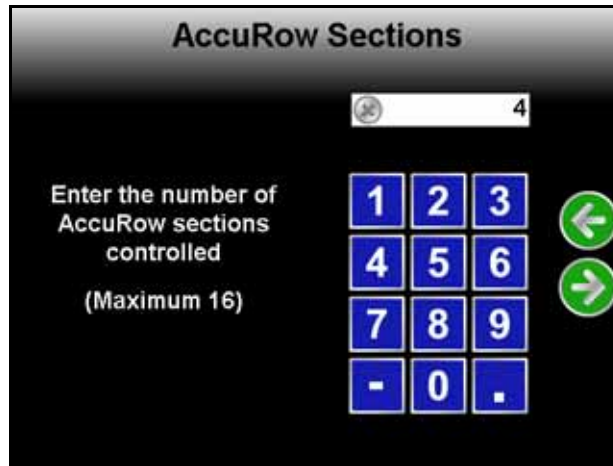 AccuRow Sections
4
Enter the number of
AccuRow sections
controlled
(Maximum 16)
1 2 3
4 5 6
7 8 9
- 0 .